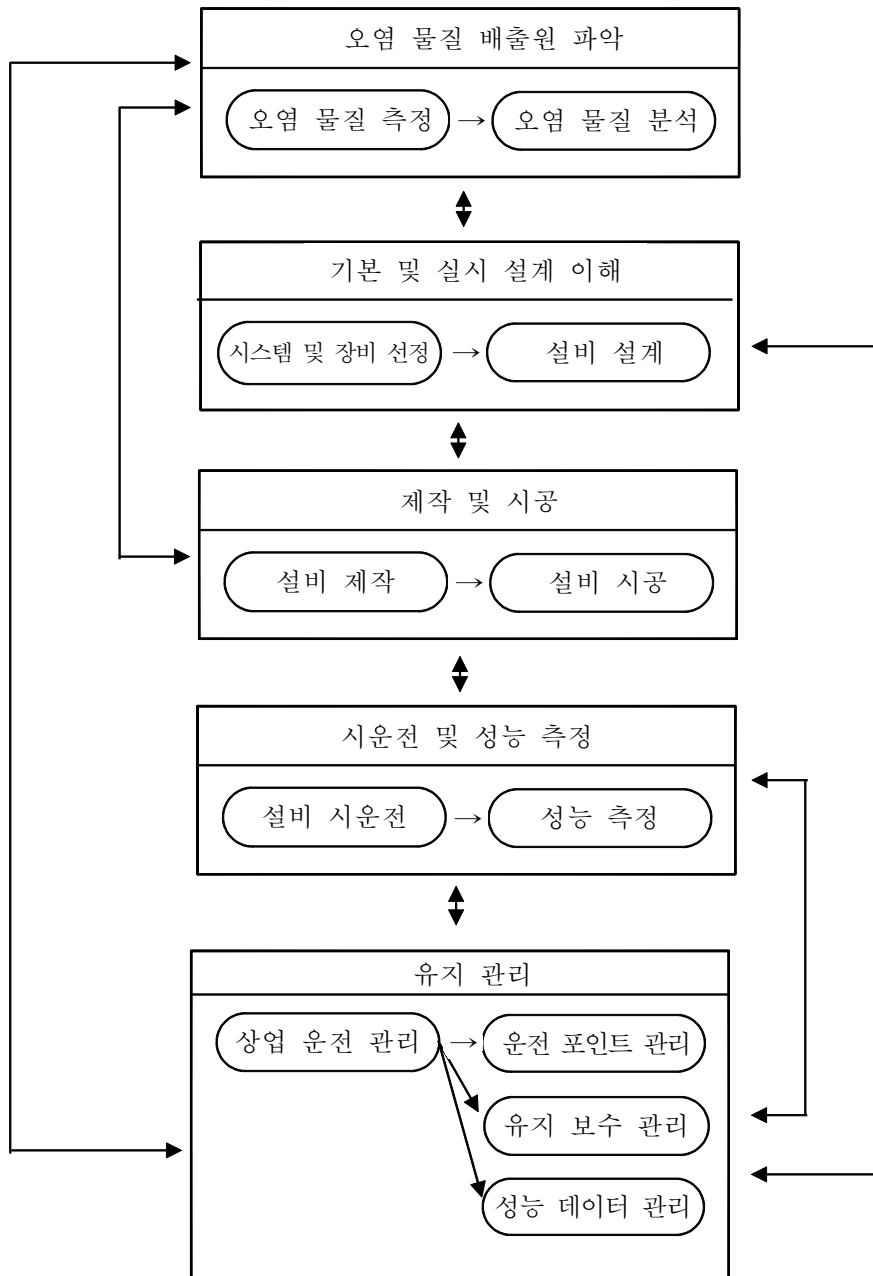 오염 물질 배출원 파악
오염 물질 측정 → 오염 물질 분석
기본 및 실시 설계 이해
시스템 및 장비 선정 → 설비 설계
제작 및 시공
설비 제작 → 설비 시공
시운전 및 성능 측정
설비 시운전 → 성능 측정
유지 관리
상업 운전 관리 → 운전 포인트 관리
유지 보수 관리
성능 데이터 관리